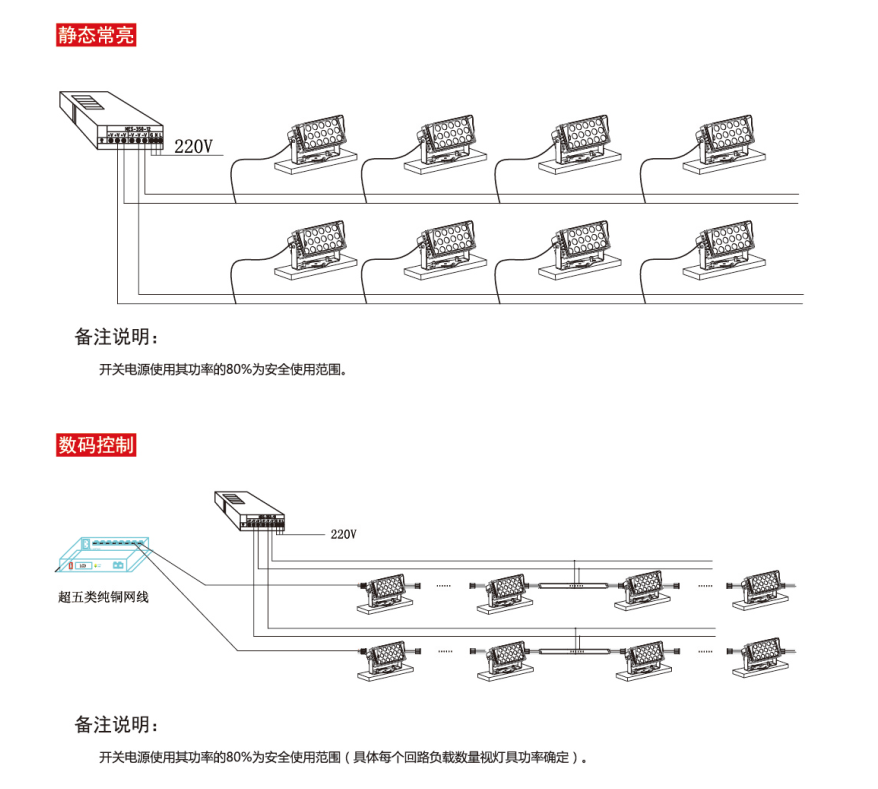 静态常亮
NES-350-12
+V +V +V -V -V -V
220V
备注说明：
开关电源使用其功率的80%为安全使用范围。
数码控制
220V
LCD
超五类纯铜网线
备注说明：
开关电源使用其功率的80%为安全使用范围（具体每个回路负载数量视灯具功率确定）。